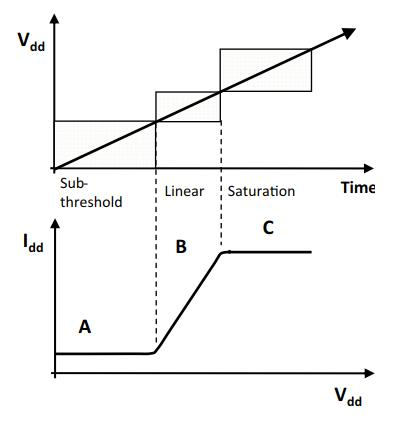 Vdd
Sub-
threshold
Linear
Saturation
Time
Idd
A
B
C
Vdd